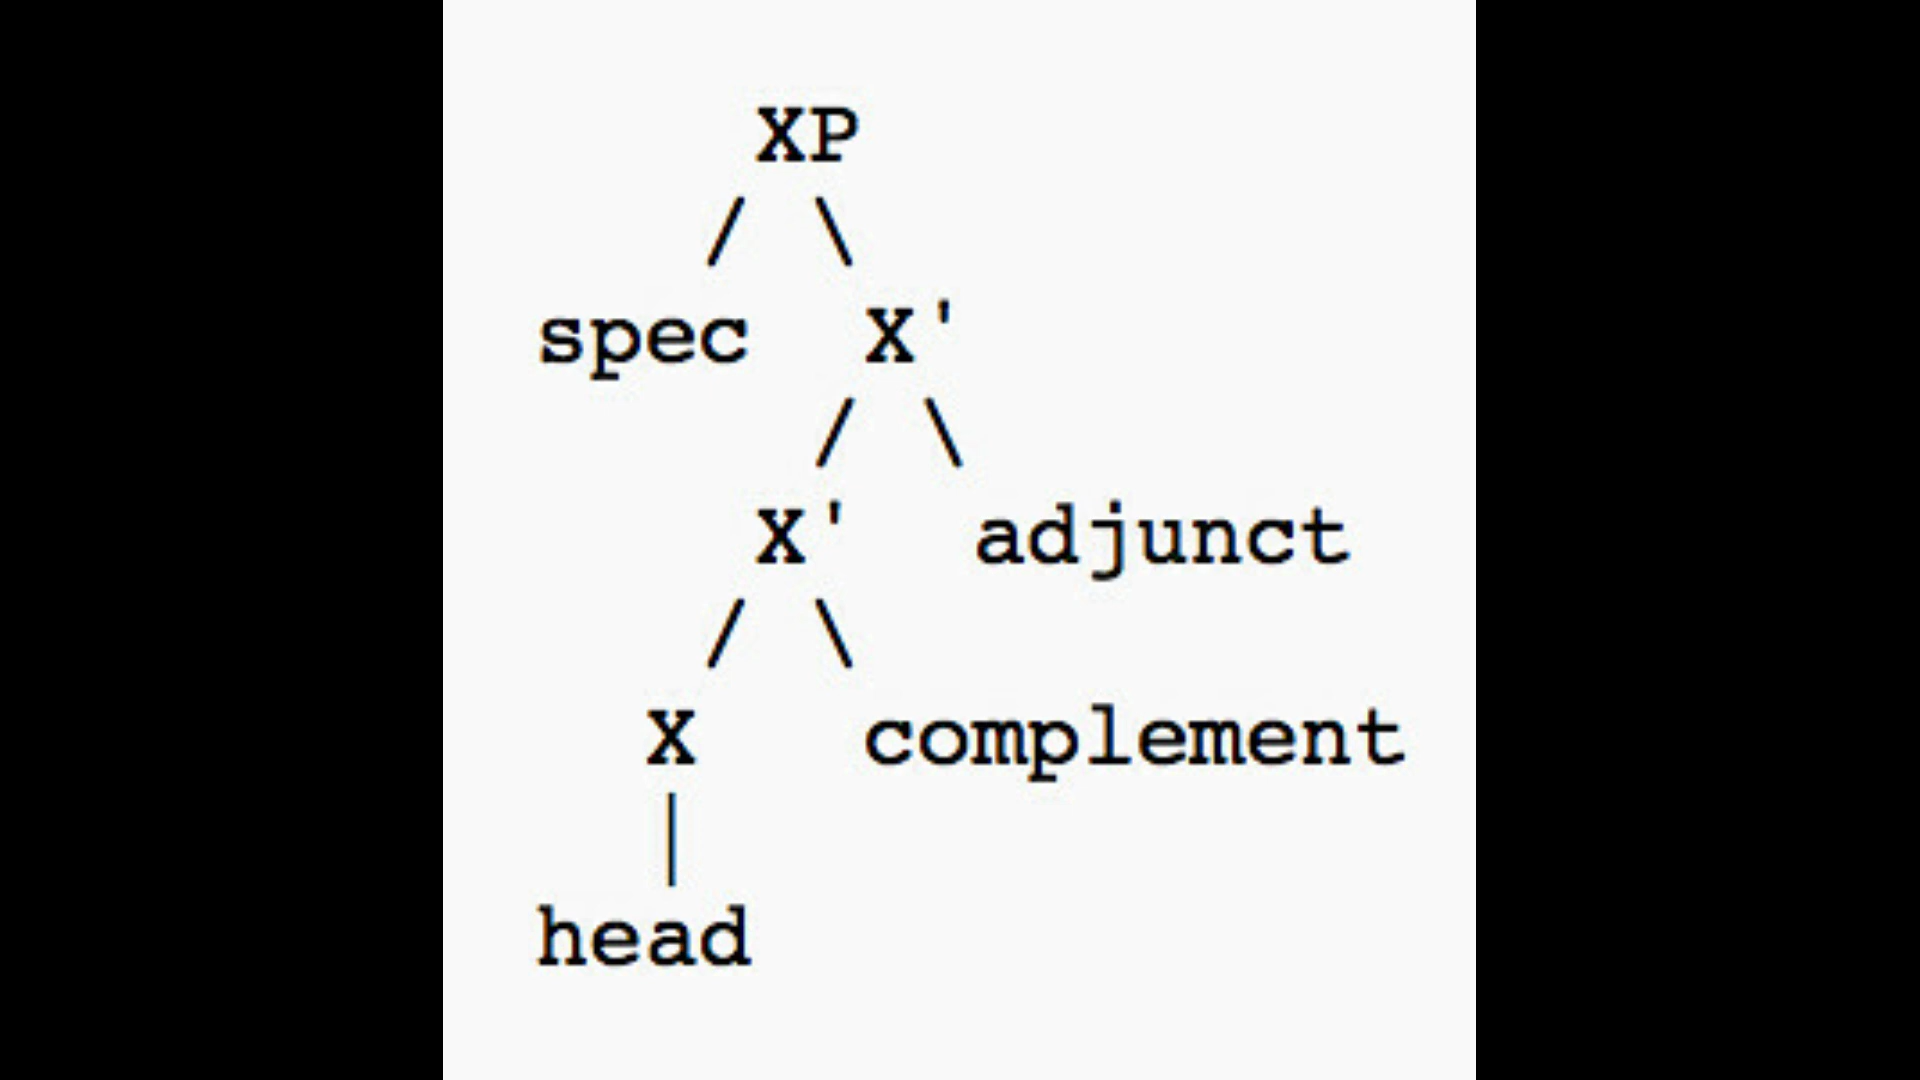 XP
/ \
spec X'
/ \
X' adjunct
/ \
X complement
|
head